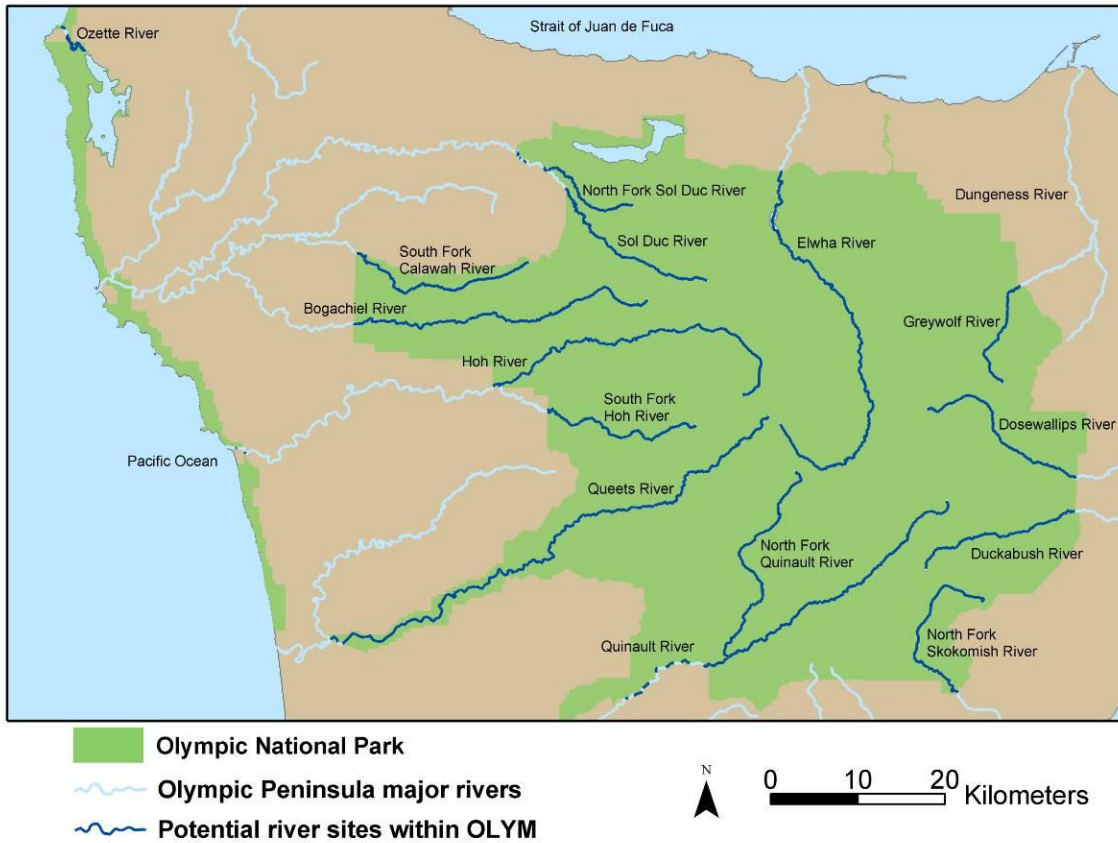 Ozette River
Strait of Juan de Fuca
North Fork Sol Duc River
Dungeness River
Sol Duc River
Elwha River
South Fork
Calawah River
Bogachiel River
Greywolf River
Hoh River
South Fork
Hoh River
Dosewallips River
Pacific Ocean
Queets River
North Fork
Quinault River
Duckabush River
Quinault River
North Fork
Skokomish River
Olympic National Park
Olympic Peninsula major rivers
Potential river sites within OLYM
N
0 10 20
Kilometers